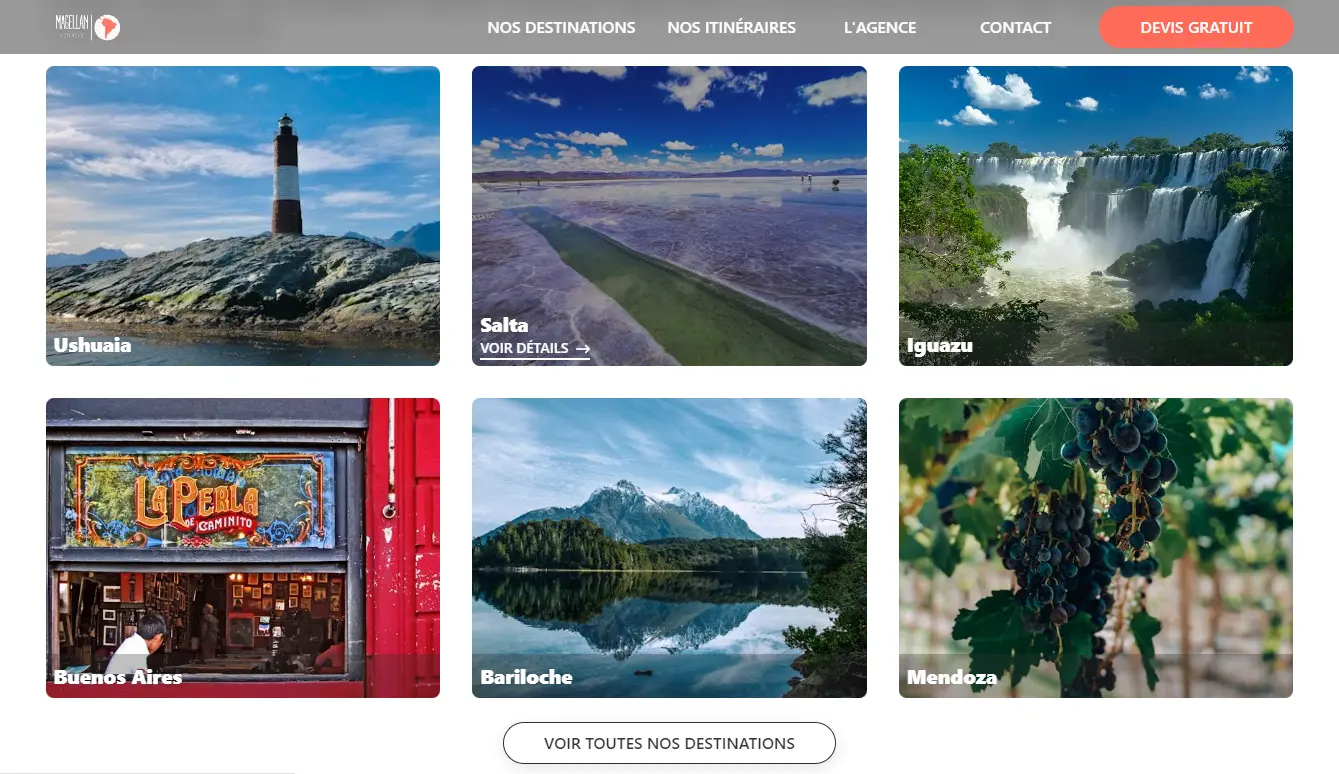 MAGELLAN
VOYAGES
NOS DESTINATIONS
NOS ITINÉRAIRES
L'AGENCE
CONTACT
DEVIS GRATUIT
Ushuaia
Salta
VOIR DÉTAILS →
Iguazu
LA PERLA
DE CAMINITO
Buenos Aires
Bariloche
Mendoza
VOIR TOUTES NOS DESTINATIONS